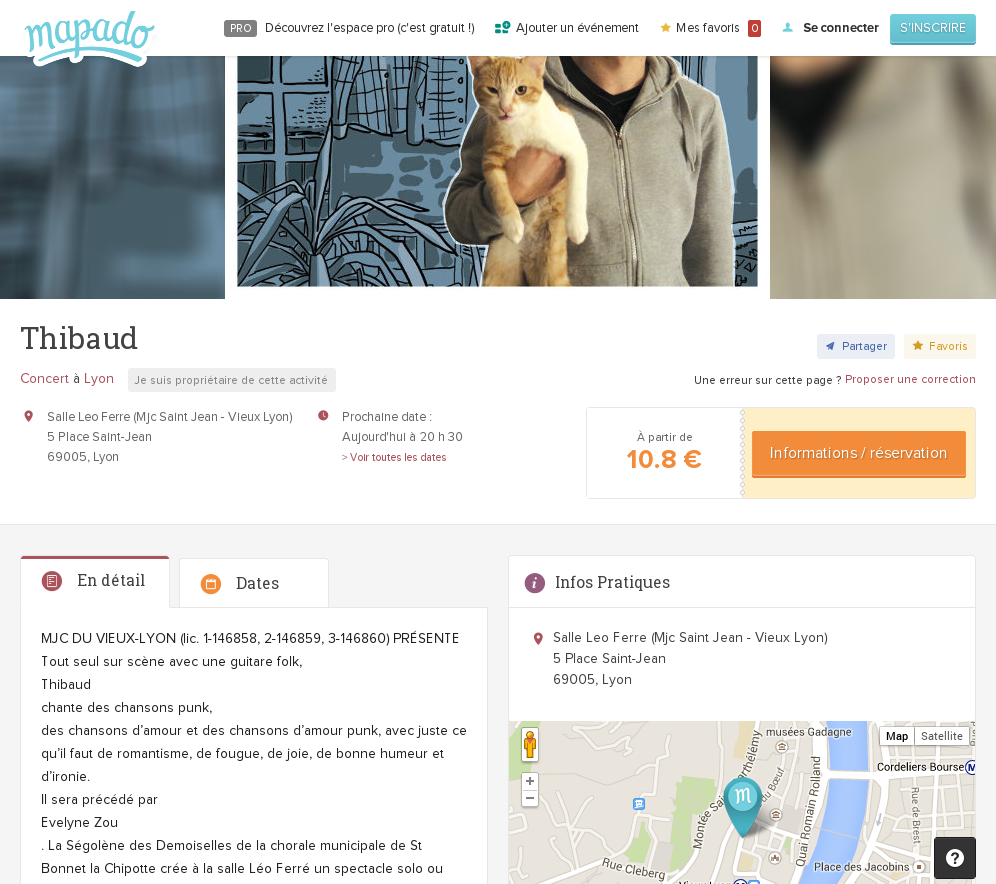 mapado
PRO Découvrez l'espace pro (c'est gratuit !) Ajouter un événement Mes favoris 0 Se connecter S'INSCRIRE
Thibaud
Partager Favoris
Concert à Lyon Je suis propriétaire de cette activité
Une erreur sur cette page ? Proposer une correction
Salle Leo Ferre (Mjc Saint Jean - Vieux Lyon)
5 Place Saint-Jean
69005, Lyon
Prochaine date :
Aujourd'hui à 20 h 30
> Voir toutes les dates
À partir de
10.8 €
Informations / réservation
En détail
Dates
MJC DU VIEUX-LYON (lic. 1-146858, 2-146859, 3-146860) PRÉSENTE
Tout seul sur scène avec une guitare folk,
Thibaud
chante des chansons punk,
des chansons d’amour et des chansons d’amour punk, avec juste ce
qu’il faut de romantisme, de fougue, de joie, de bonne humeur et
d’ironie.
Il sera précédé par
Evelyne Zou
. La Ségolène des Demoiselles de la chorale municipale de St
Bonnet la Chipotte crée à la salle Léo Ferré un spectacle solo ou
Infos Pratiques
Salle Leo Ferre (Mjc Saint Jean - Vieux Lyon)
5 Place Saint-Jean
69005, Lyon
musées Gadagne
Map Satellite
Cordeliers Bourse
Quai Romain Rolland
Rue de Brest
Rue Cleberg
Place des Jacobins